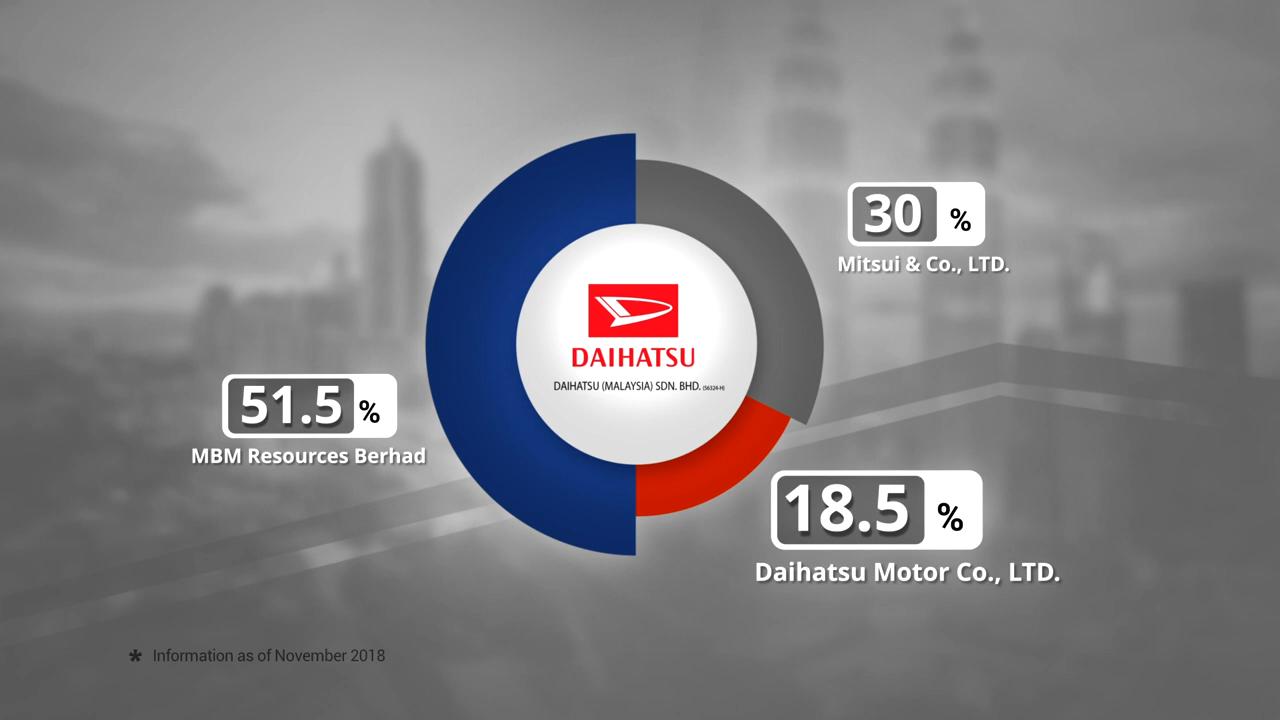 30 %
Mitsui & Co., LTD.
DAIHATSU
DAIHATSU (MALAYSIA) SDN. BHD. (56324-H)
51.5 %
MBM Resources Berhad
18.5 %
Daihatsu Motor Co., LTD.
* Information as of November 2018